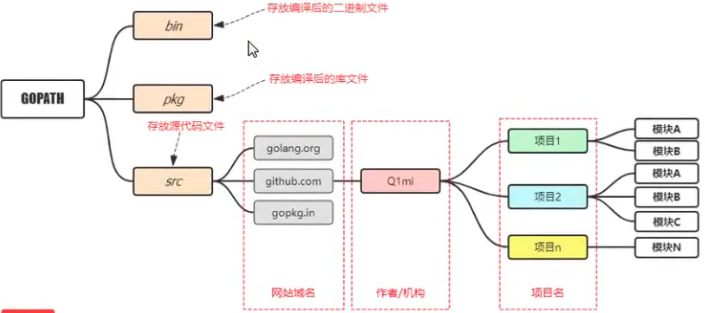 存放编译后的二进制文件
bin
GOPATH
pkg
存放编译后的库文件
存放源代码文件
src
golang.org
github.com
gopkg.in
网站域名
Q1mi
作者/机构
项目1
项目2
项目n
项目名
模块A
模块B
模块A
模块B
模块C
模块N